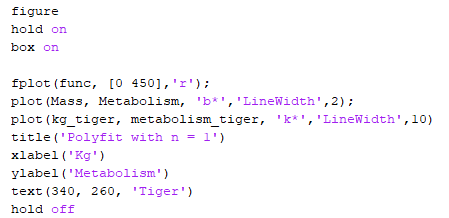 figure
hold on
box on
fplot(func, [0 450],'r');
plot(Mass, Metabolism, 'b*','LineWidth',2);
plot(kg_tiger, metabolism_tiger, 'k*','LineWidth',10)
title('Polyfit with n = 1')
xlabel('Kg')
ylabel('Metabolism')
text(340, 260, 'Tiger')
hold off